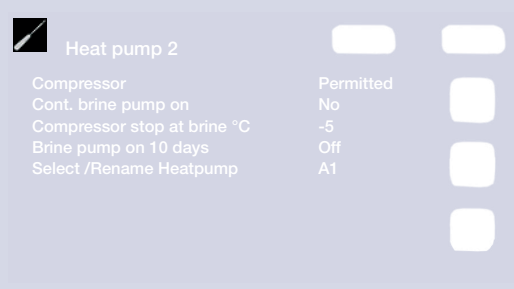 Heat pump 2
Compressor Permitted
Cont. brine pump on No
Compressor stop at brine °C -5
Brine pump on 10 days Off
Select /Rename Heatpump A1